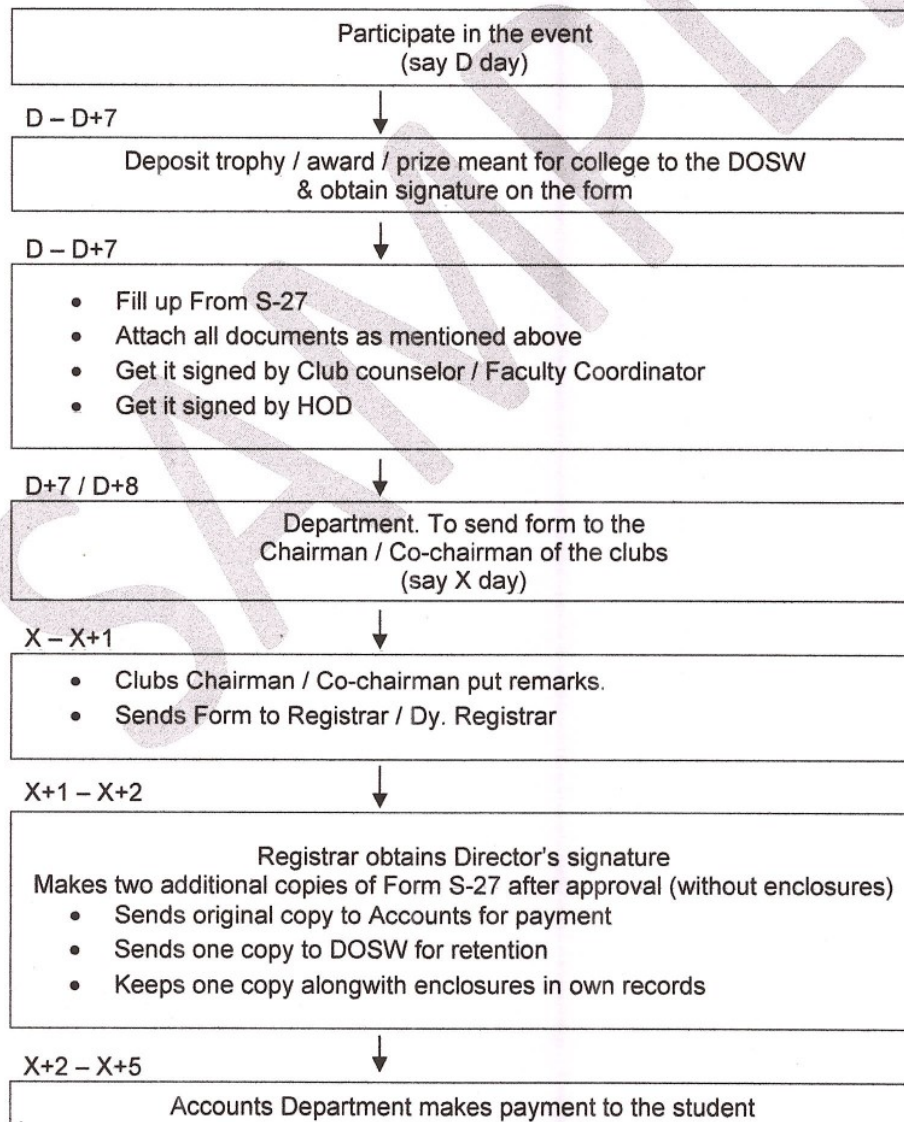 Participate in the event
(say D day)
D – D+7
Deposit trophy / award / prize meant for college to the DOSW
& obtain signature on the form
D – D+7
• Fill up From S-27
• Attach all documents as mentioned above
• Get it signed by Club counselor / Faculty Coordinator
• Get it signed by HOD
D+7 / D+8
Department. To send form to the
Chairman / Co-chairman of the clubs
(say X day)
X – X+1
• Clubs Chairman / Co-chairman put remarks.
• Sends Form to Registrar / Dy. Registrar
X+1 – X+2
Registrar obtains Director's signature
Makes two additional copies of Form S-27 after approval (without enclosures)
• Sends original copy to Accounts for payment
• Sends one copy to DOSW for retention
• Keeps one copy alongwith enclosures in own records
X+2 – X+5
Accounts Department makes payment to the student
SAMPL